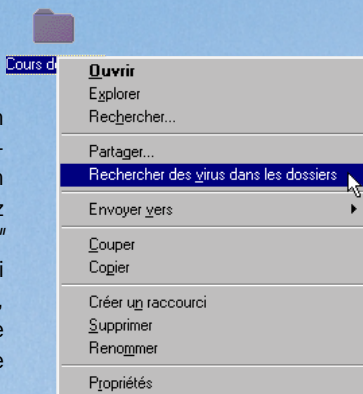 Cours de
Ouvrir
Explorer
Rechercher...
Partager...
Rechercher des virus dans les dossiers
Envoyer vers
Couper
Copier
Créer un raccourci
Supprimer
Renommer
Propriétés